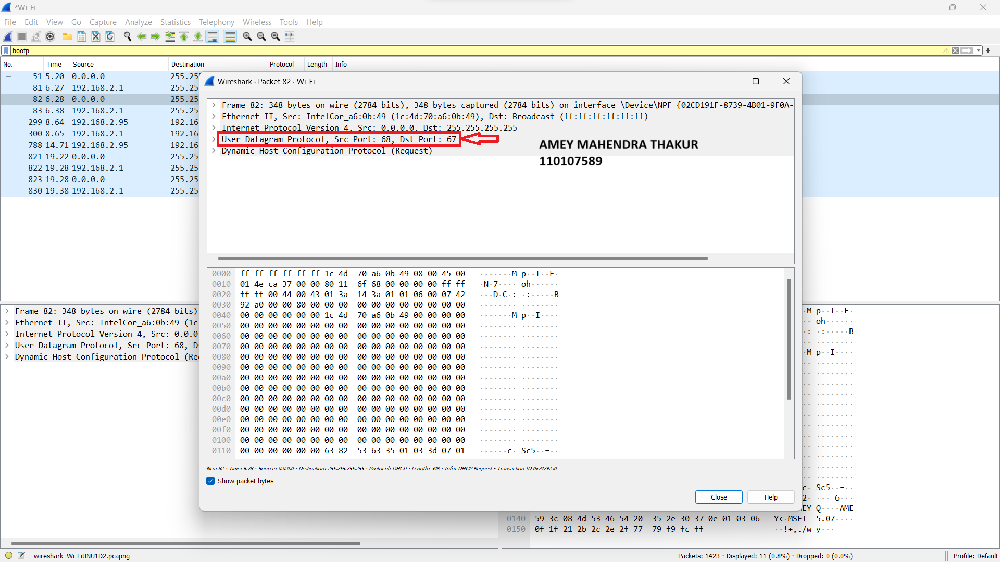 *Wi-Fi
File Edit View Go Capture Analyze Statistics Telephony Wireless Tools Help
bootp
No. Time Source Destination Protocol Length Info
51 5.20 0.0.0.0 255.25
81 6.27 192.168.2.1 255.25
82 6.28 0.0.0.0 255.25
83 6.38 192.168.2.1 255.25
299 8.64 192.168.2.95 192.16
300 8.65 192.168.2.1 192.16
788 14.71 192.168.2.95 192.16
821 19.22 0.0.0.0 255.25
822 19.28 192.168.2.1 255.25
823 19.28 0.0.0.0 255.25
830 19.38 192.168.2.1 255.25
Wireshark · Packet 82 · Wi-Fi
Frame 82: 348 bytes on wire (2784 bits), 348 bytes captured (2784 bits) on interface \Device\NPF_{02CD191F-8739-4B01-9F0A-
Ethernet II, Src: IntelCor_a6:0b:49 (1c:4d:70:a6:0b:49), Dst: Broadcast (ff:ff:ff:ff:ff:ff)
Internet Protocol Version 4, Src: 0.0.0.0, Dst: 255.255.255.255
User Datagram Protocol, Src Port: 68, Dst Port: 67
Dynamic Host Configuration Protocol (Request)
AMEY MAHENDRA THAKUR
110107589
0000 ff ff ff ff ff ff 1c 4d 70 a6 0b 49 08 00 45 00 ·······M p··I··E·
0010 01 4e ca 37 00 00 80 11 6f 68 00 00 00 00 ff ff ·N·7···· oh······
0020 ff ff 00 44 00 43 01 3a 14 3a 01 01 06 00 07 42 ···D·C·: ·:·····B
0030 92 a0 00 00 80 00 00 00 00 00 00 00 00 00 00 00 ········ ········
0040 00 00 00 00 00 00 1c 4d 70 a6 0b 49 00 00 00 00 ·······M p··I····
0050 00 00 00 00 00 00 00 00 00 00 00 00 00 00 00 00 ········ ········
0060 00 00 00 00 00 00 00 00 00 00 00 00 00 00 00 00 ········ ········
0070 00 00 00 00 00 00 00 00 00 00 00 00 00 00 00 00 ········ ········
0080 00 00 00 00 00 00 00 00 00 00 00 00 00 00 00 00 ········ ········
0090 00 00 00 00 00 00 00 00 00 00 00 00 00 00 00 00 ········ ········
00a0 00 00 00 00 00 00 00 00 00 00 00 00 00 00 00 00 ········ ········
00b0 00 00 00 00 00 00 00 00 00 00 00 00 00 00 00 00 ········ ········
00c0 00 00 00 00 00 00 00 00 00 00 00 00 00 00 00 00 ········ ········
00d0 00 00 00 00 00 00 00 00 00 00 00 00 00 00 00 00 ········ ········
00e0 00 00 00 00 00 00 00 00 00 00 00 00 00 00 00 00 ········ ········
00f0 00 00 00 00 00 00 00 00 00 00 00 00 00 00 00 00 ········ ········
0100 00 00 00 00 00 00 00 00 00 00 00 00 00 00 00 00 ········ ········
0110 00 00 00 00 00 00 63 82 53 63 35 01 03 3d 07 01 ······c· Sc5··=··
No.: 82 · Time: 6.28 · Source: 0.0.0.0 · Destination: 255.255.255.255 · Protocol: DHCP · Length: 348 · Info: DHCP Request - Transaction ID 0x74292a0
Show packet bytes
Close Help
Frame 82: 348 bytes on wire (2784 bits)
Ethernet II, Src: IntelCor_a6:0b:49 (1c
Internet Protocol Version 4, Src: 0.0.0
User Datagram Protocol, Src Port: 68, D
Dynamic Host Configuration Protocol (Re
·M p··I··E·
·· oh······
·: ·:·····B
·M p··I····
c· Sc5··=··
2· ···_6···
EY Q····AME
0140 59 3c 08 4d 53 46 54 20 35 2e 30 37 0e 01 03 06 Y<·MSFT 5.07····
0150 0f 1f 21 2b 2c 2e 2f 77 79 f9 fc ff ··!+,./w y···
wireshark_Wi-FiUNU1D2.pcapng
Packets: 1423 · Displayed: 11 (0.8%) · Dropped: 0 (0.0%)
Profile: Default